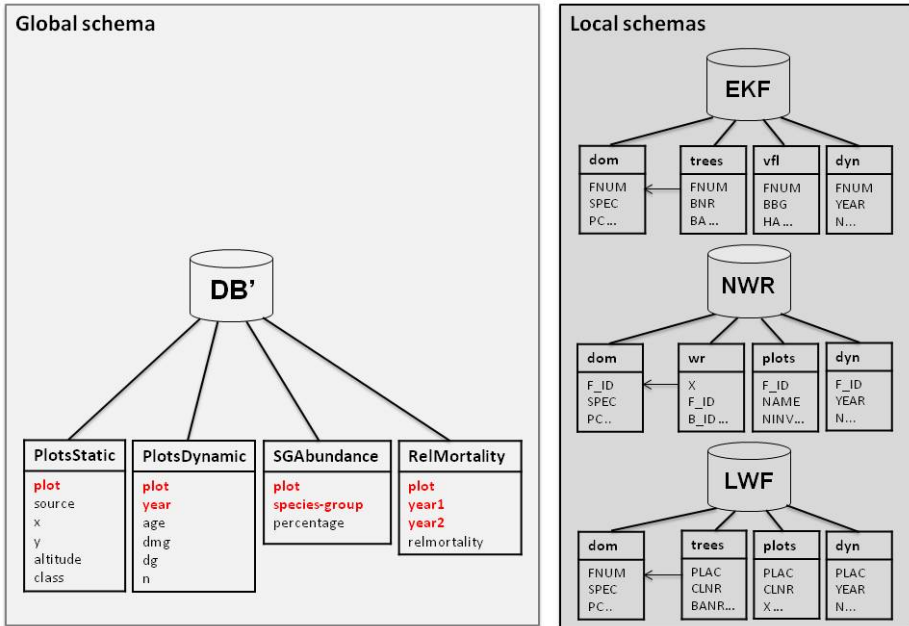 Global schema
DB’
PlotsStatic
plot
source
x
y
altitude
class
PlotsDynamic
plot
year
age
dmg
dg
n
SGAbundance
plot
species-group
percentage
RelMortality
plot
year1
year2
relmortality
Local schemas
EKF
dom
FNUM
SPEC
PC...
trees
FNUM
BNR
BA...
vfl
FNUM
BBG
HA...
dyn
FNUM
YEAR
N...
NWR
dom
F_ID
SPEC
PC..
wr
X
F_ID
B_ID...
plots
F_ID
NAME
NINV...
dyn
F_ID
YEAR
N...
LWF
dom
FNUM
SPEC
PC..
trees
PLAC
CLNR
BANR...
plots
PLAC
CLNR
X...
dyn
PLAC
YEAR
N...